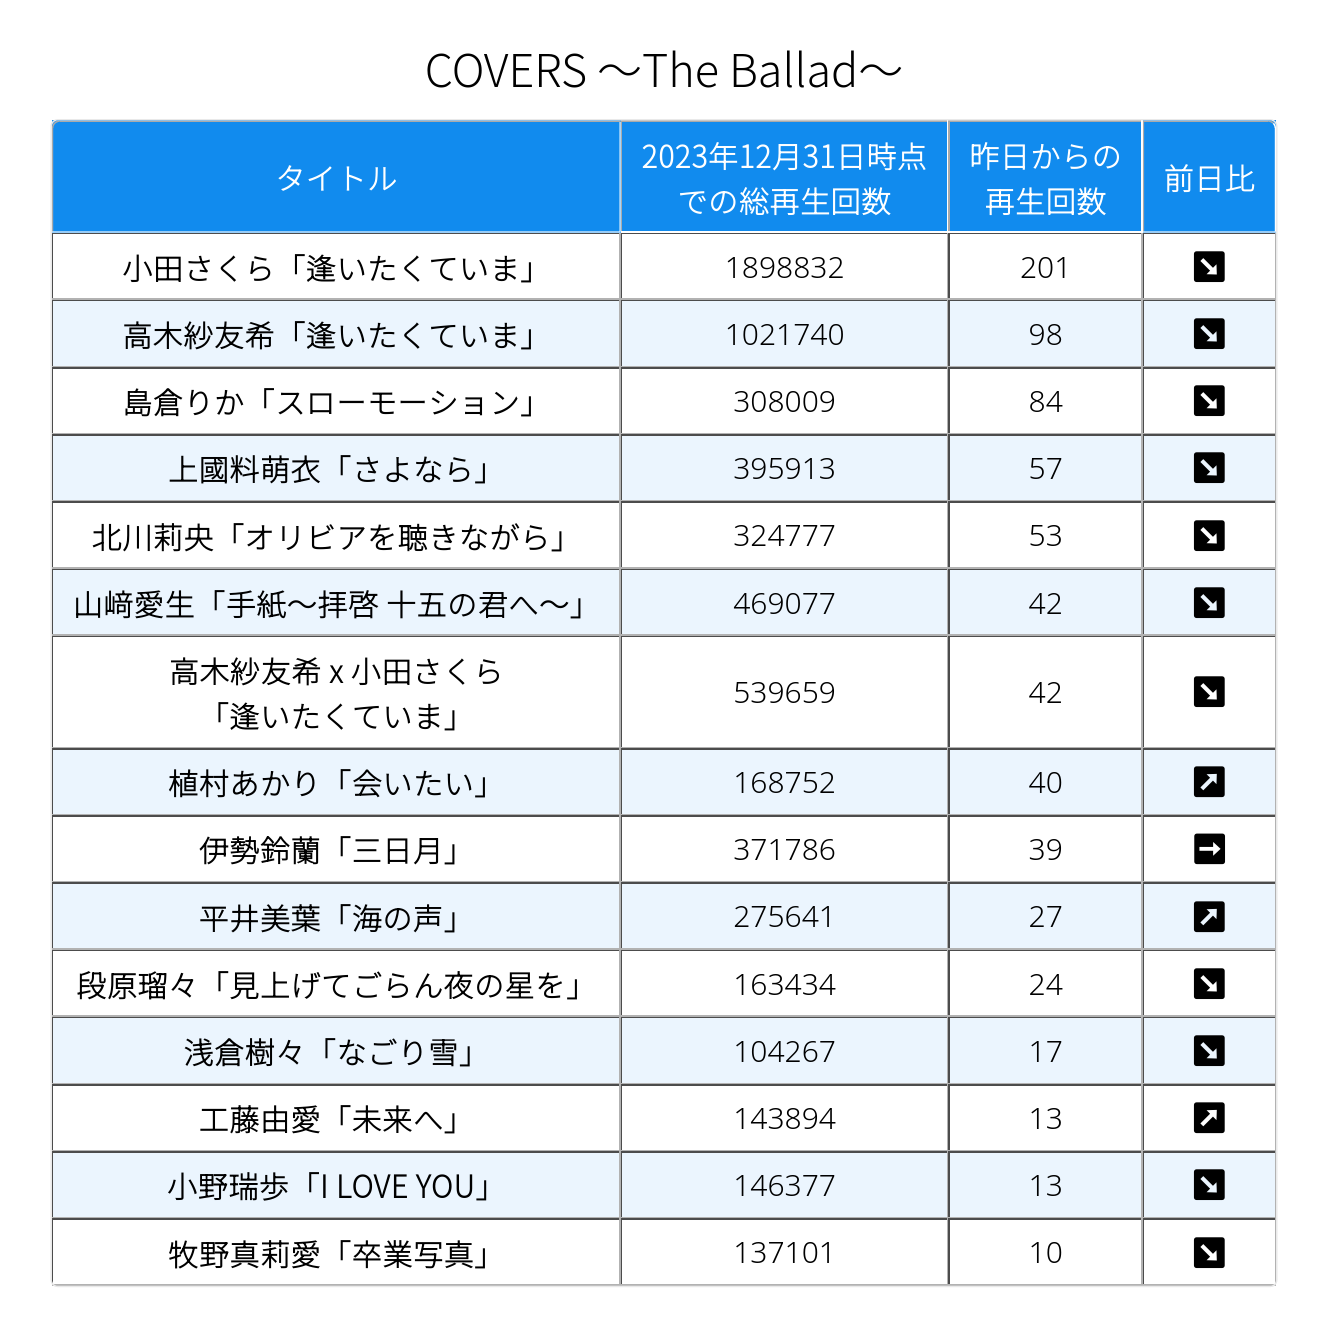 COVERS ～The Ballad～
タイトル 2023年12月31日時点での総再生回数 昨日からの再生回数 前日比
小田さくら「逢いたくていま」 1898832 201 ↘
高木紗友希「逢いたくていま」 1021740 98 ↘
島倉りか「スローモーション」 308009 84 ↘
上國料萌衣「さよなら」 395913 57 ↘
北川莉央「オリビアを聴きながら」 324777 53 ↘
山﨑愛生「手紙～拝啓 十五の君へ～」 469077 42 ↘
高木紗友希 x 小田さくら
「逢いたくていま」 539659 42 ↘
植村あかり「会いたい」 168752 40 ↗
伊勢鈴蘭「三日月」 371786 39 →
平井美葉「海の声」 275641 27 ↗
段原瑠々「見上げてごらん夜の星を」 163434 24 ↘
浅倉樹々「なごり雪」 104267 17 ↘
工藤由愛「未来へ」 143894 13 ↗
小野瑞歩「I LOVE YOU」 146377 13 ↘
牧野真莉愛「卒業写真」 137101 10 ↘